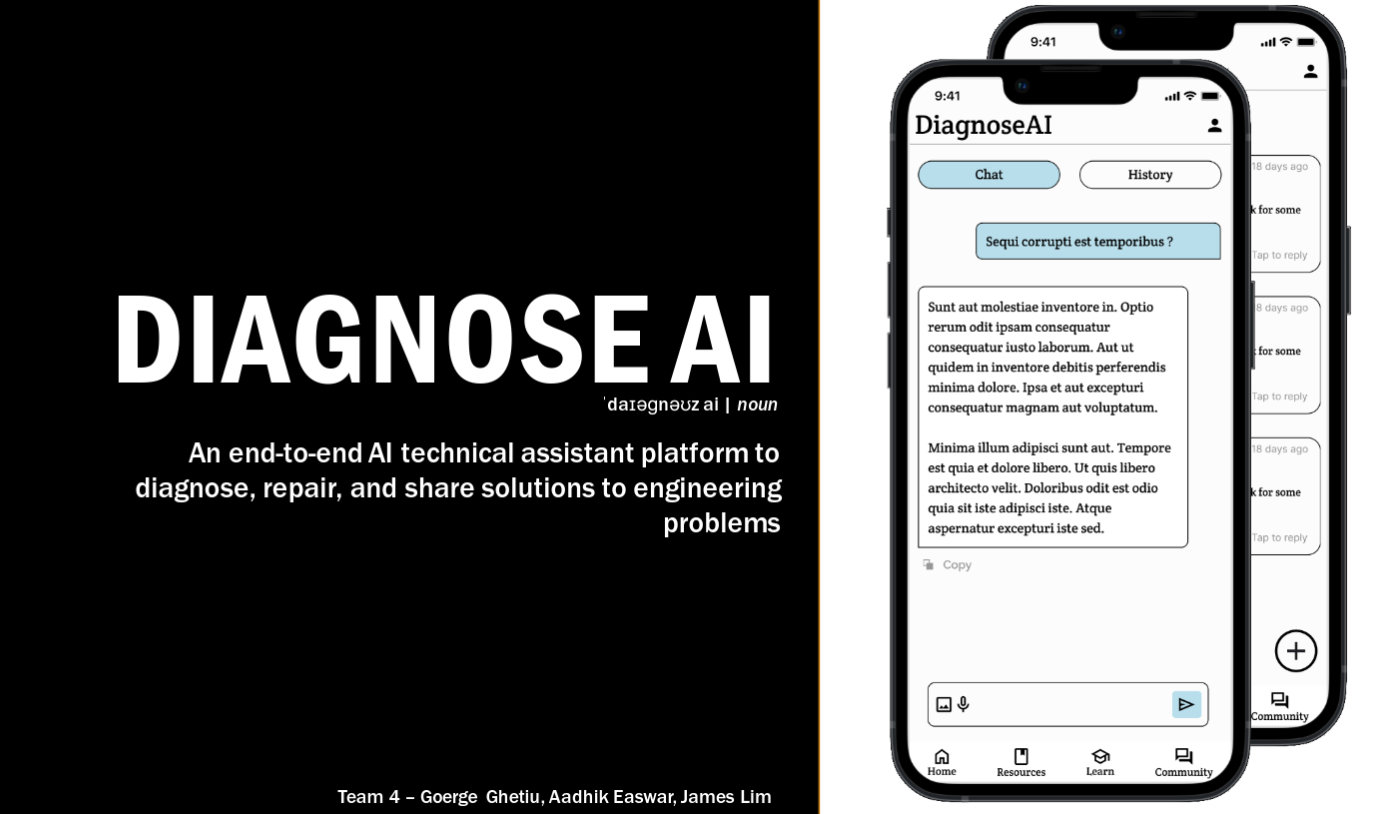 DIAGNOSE AI
ˈdaɪəɡnəʊz ai | noun
An end-to-end AI technical assistant platform to
diagnose, repair, and share solutions to engineering
problems
Team 4 – Goerge Ghetiu, Aadhik Easwar, James Lim
9:41
DiagnoseAI
Chat
History
Sequi corrupti est temporibus ?
Sunt aut molestiae inventore in. Optio
rerum odit ipsam consequatur
consequatur iusto laborum. Aut ut
quidem in inventore debitis perferendis
minima dolore. Ipsa et aut excepturi
consequatur magnam aut voluptatum.
Minima illum adipisci sunt aut. Tempore
est quia et dolore libero. Ut quis libero
architecto velit. Doloribus odit est odio
quia sit iste adipisci iste. Atque
aspernatur excepturi iste sed.
Copy
Home
Resources
Learn
Community
9:41
18 days ago
k for some
Tap to reply
8 days ago
k for some
Tap to reply
18 days ago
k for some
Tap to reply
Community